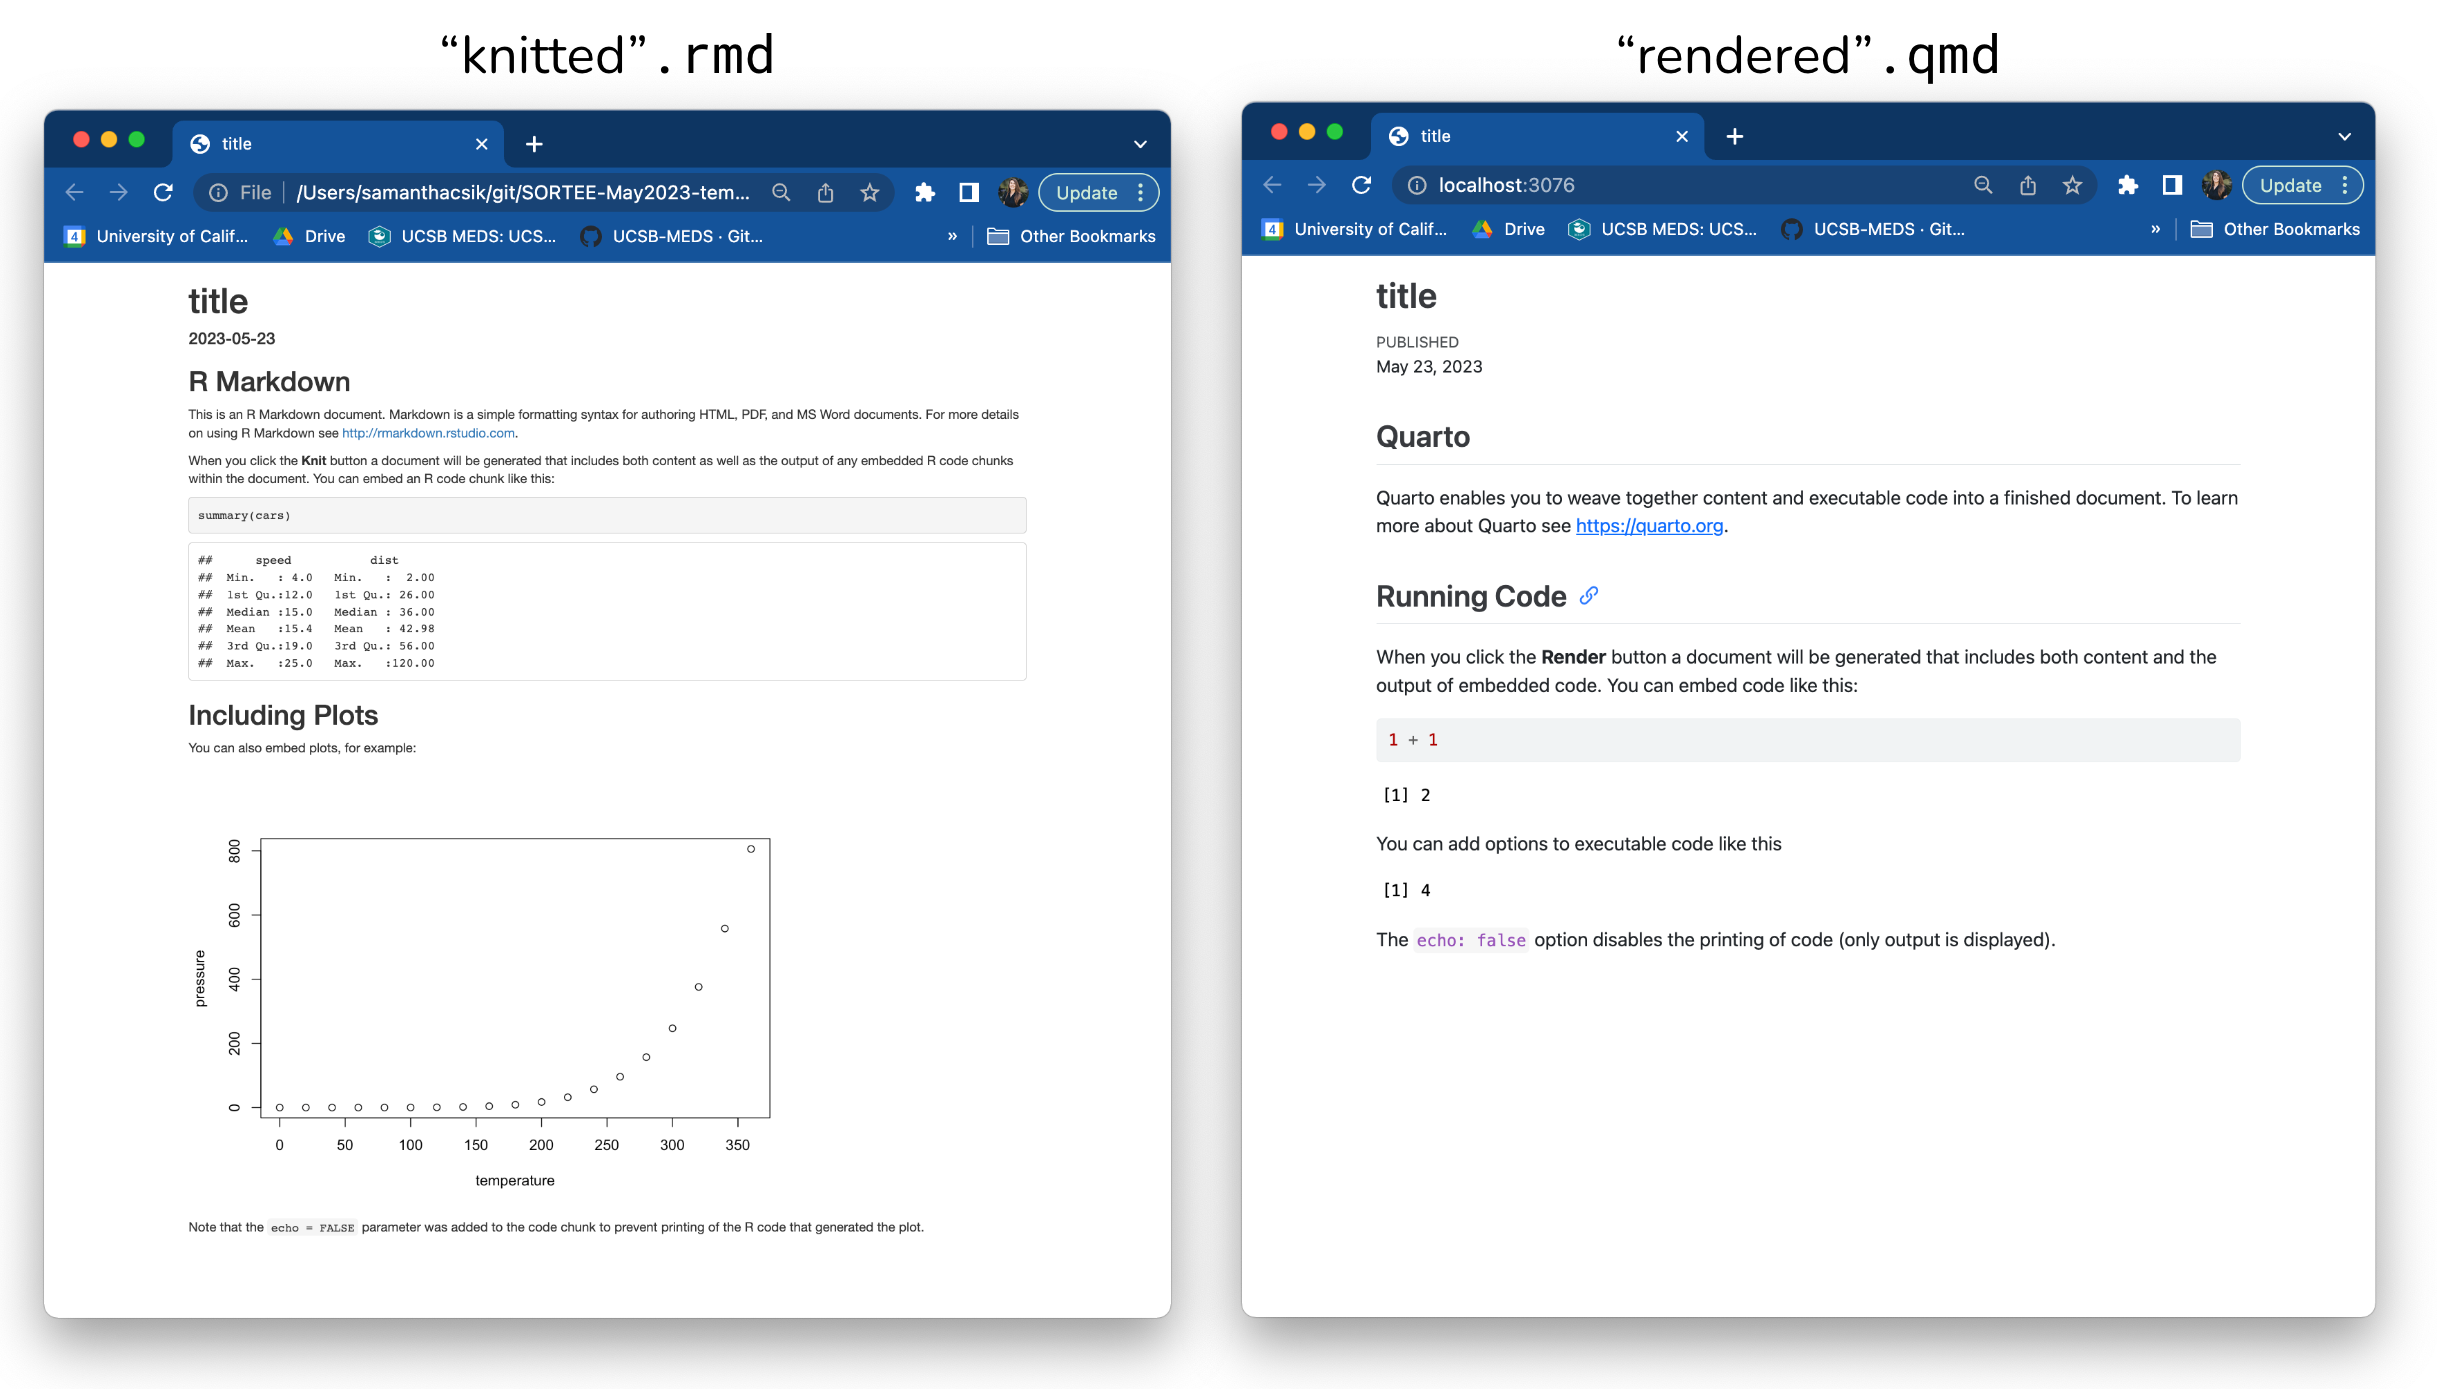 “knitted” .rmd
title
File /Users/samanthacsik/git/SORTEE-May2023-tem... Update
4 University of Calif... Drive UCSB MEDS: UCS... UCSB-MEDS · Git... » Other Bookmarks
title
2023-05-23
R Markdown
This is an R Markdown document. Markdown is a simple formatting syntax for authoring HTML, PDF, and MS Word documents. For more details
on using R Markdown see http://rmarkdown.rstudio.com.
When you click the Knit button a document will be generated that includes both content as well as the output of any embedded R code chunks
within the document. You can embed an R code chunk like this:
summary(cars)
## speed dist
## Min. : 4.0 Min. : 2.00
## 1st Qu.:12.0 1st Qu.: 26.00
## Median :15.0 Median : 36.00
## Mean :15.4 Mean : 42.98
## 3rd Qu.:19.0 3rd Qu.: 56.00
## Max. :25.0 Max. :120.00
Including Plots
You can also embed plots, for example:
800
600
400
200
0
pressure
0 50 100 150 200 250 300 350
temperature
Note that the echo = FALSE parameter was added to the code chunk to prevent printing of the R code that generated the plot.
“rendered” .qmd
title
localhost:3076 Update
4 University of Calif... Drive UCSB MEDS: UCS... UCSB-MEDS · Git... » Other Bookmarks
title
PUBLISHED
May 23, 2023
Quarto
Quarto enables you to weave together content and executable code into a finished document. To learn
more about Quarto see https://quarto.org.
Running Code
When you click the Render button a document will be generated that includes both content and the
output of embedded code. You can embed code like this:
1 + 1
[1] 2
You can add options to executable code like this
[1] 4
The echo: false option disables the printing of code (only output is displayed).